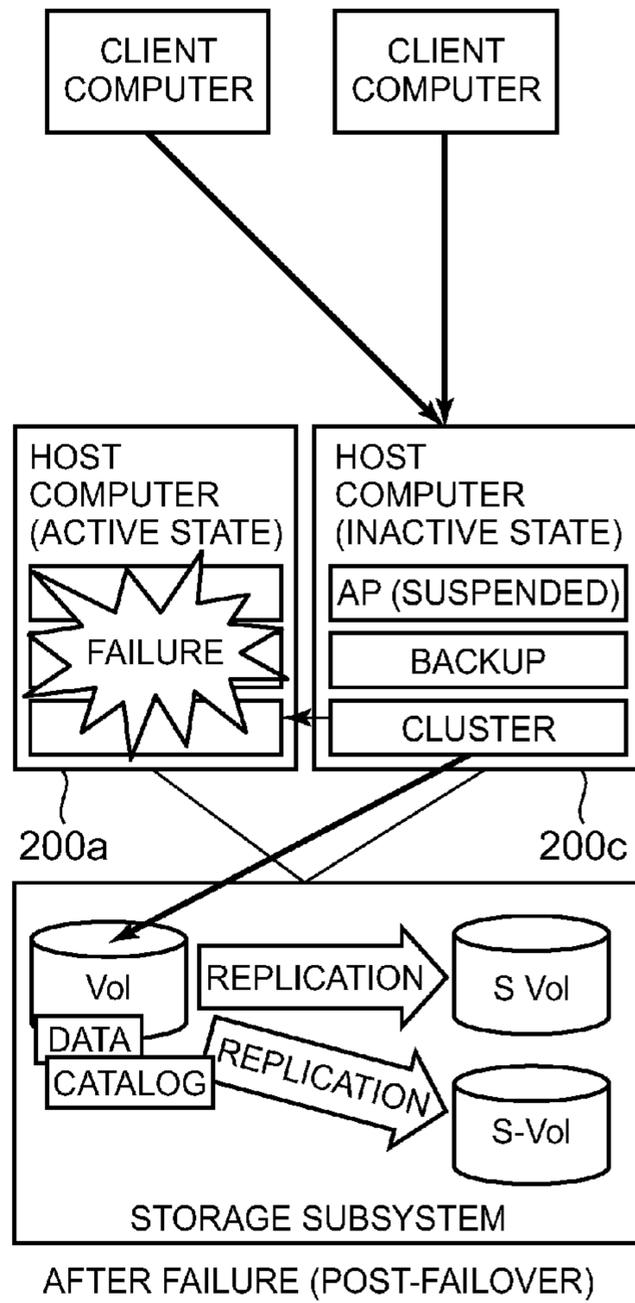 CLIENT
COMPUTER
CLIENT
COMPUTER
HOST
COMPUTER
(ACTIVE STATE)
FAILURE
HOST
COMPUTER
(INACTIVE STATE)
AP (SUSPENDED)
BACKUP
CLUSTER
200a
200c
Vol
DATA
CATALOG
REPLICATION
REPLICATION
S Vol
S-Vol
STORAGE SUBSYSTEM
AFTER FAILURE (POST-FAILOVER)